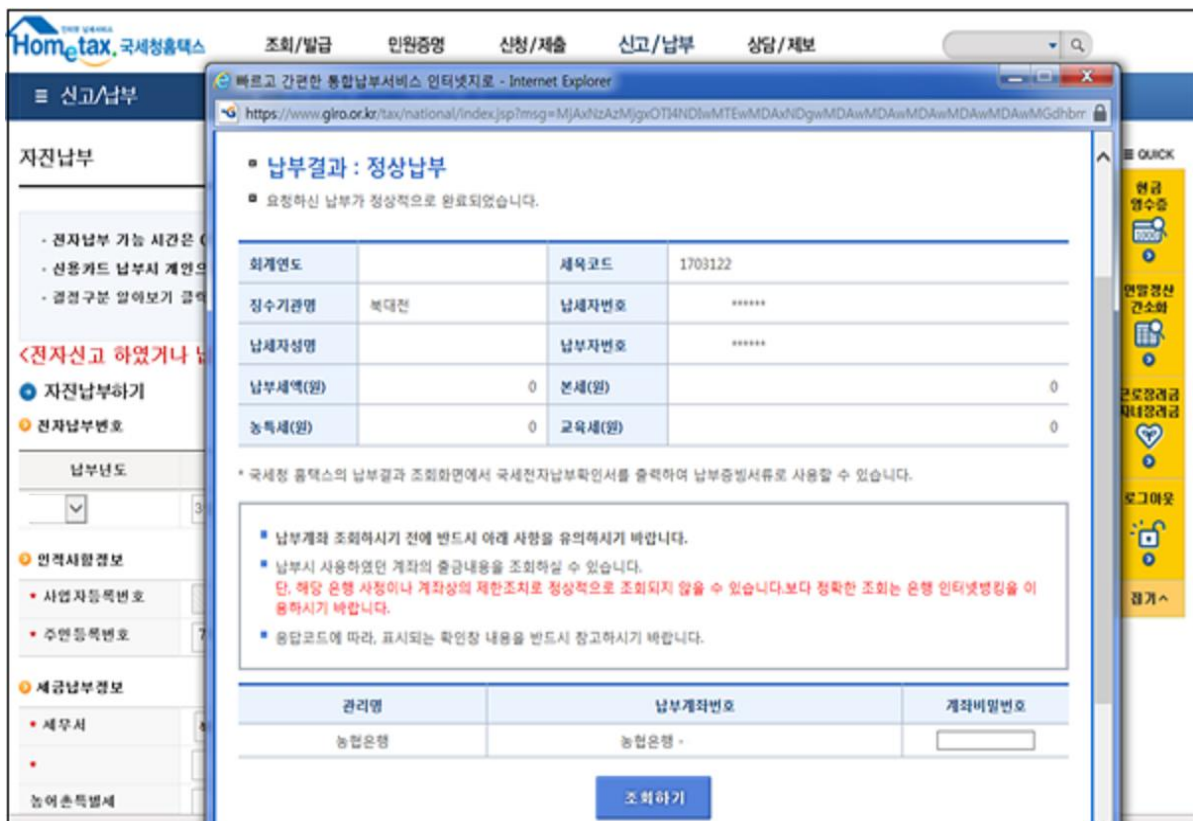 인터넷 납세서비스
Hometax. 국세청홈택스
조회/발급 민원증명 신청/제출 신고/납부 상담/제보
≡ 신고/납부
빠르고 간편한 통합납부서비스 인터넷지로 - Internet Explorer
https://www.giro.or.kr/tax/national/index.jsp?msg=
자진납부
- 전자납부 가능 시간은
- 신용카드 납부시 개인으
- 결정구분 알아보기 클릭
<전자신고 하였거나 납
자진납부하기
전자납부번호
납부년도
3
인적사항정보
• 사업자등록번호
• 주민등록번호 7
세금납부정보
• 세무서
•
농어촌특별세
납부결과 : 정상납부
요청하신 납부가 정상적으로 완료되었습니다.
회계연도 세목코드 1703122
징수기관명 북대전 납세자번호 ******
납세자성명 납부자번호 ******
납부세액(원) 0 본세(원) 0
농특세(원) 0 교육세(원) 0
* 국세청 홈택스의 납부결과 조회화면에서 국세전자납부확인서를 출력하여 납부증빙서류로 사용할 수 있습니다.
납부계좌 조회하시기 전에 반드시 아래 사항을 유의하시기 바랍니다.
납부시 사용하였던 계좌의 출금내용을 조회하실 수 있습니다.
단, 해당 은행 사정이나 계좌상의 제한조치로 정상적으로 조회되지 않을 수 있습니다.보다 정확한 조회는 은행 인터넷뱅킹을 이
용하시기 바랍니다.
응답코드에 따라, 표시되는 확인창 내용을 반드시 참고하시기 바랍니다.
관리명 납부계좌번호 계좌비밀번호
농협은행 농협은행 -
조회하기
≡ QUICK
현금
영수증
1000
연말정산
간소화
근로장려금
자녀장려금
로그아웃
접기^